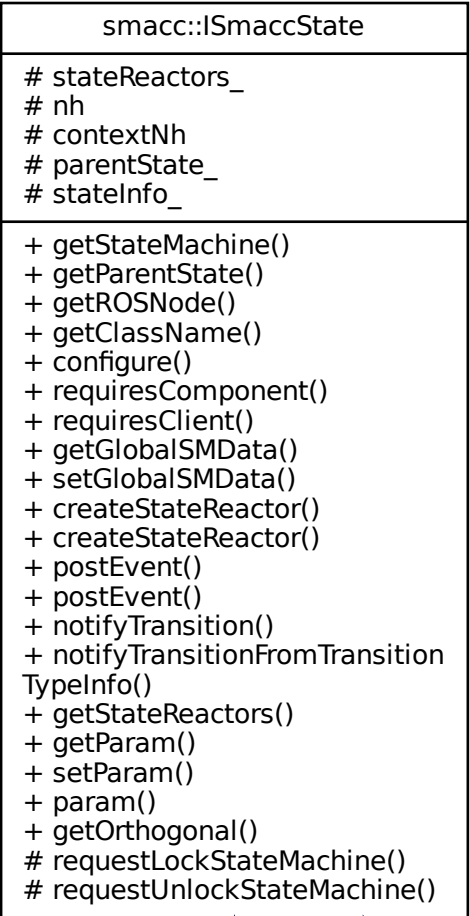 smacc::ISmaccState
# stateReactors_
# nh
# contextNh
# parentState_
# stateInfo_
+ getStateMachine()
+ getParentState()
+ getROSNode()
+ getClassName()
+ configure()
+ requiresComponent()
+ requiresClient()
+ getGlobalSMData()
+ setGlobalSMData()
+ createStateReactor()
+ createStateReactor()
+ postEvent()
+ postEvent()
+ notifyTransition()
+ notifyTransitionFromTransition
TypeInfo()
+ getStateReactors()
+ getParam()
+ setParam()
+ param()
+ getOrthogonal()
# requestLockStateMachine()
# requestUnlockStateMachine()